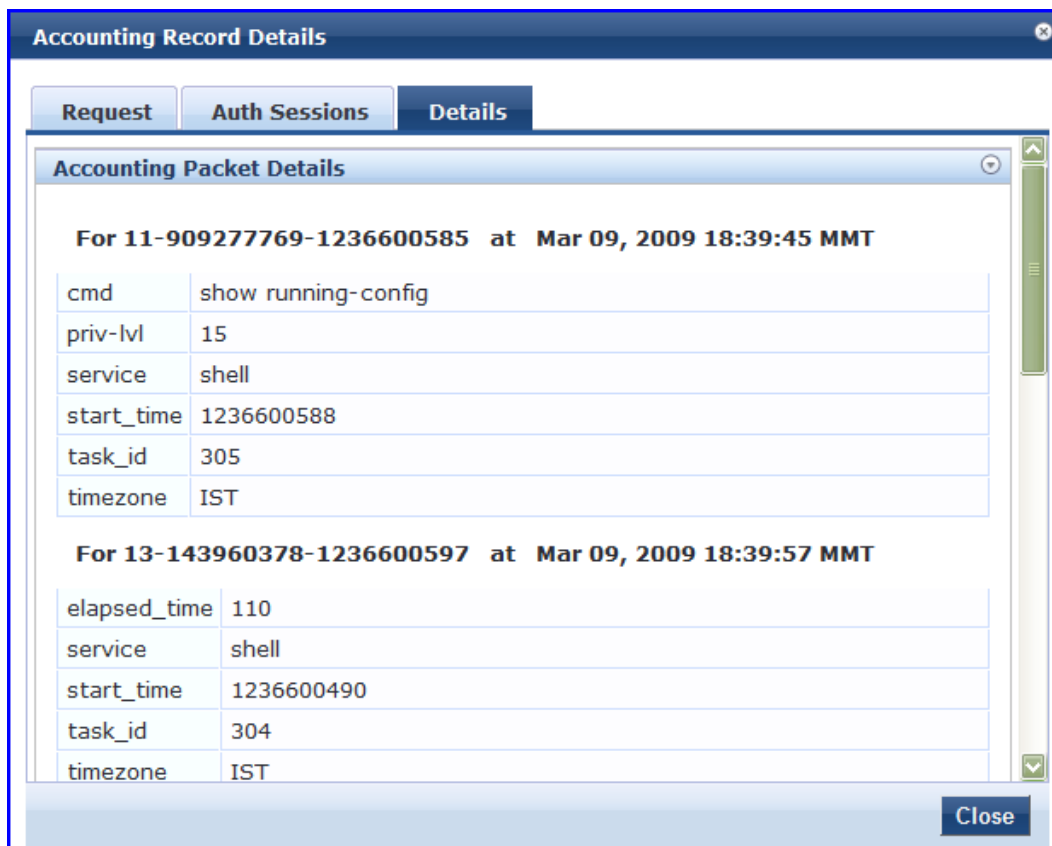 Accounting Record Details
Request Auth Sessions Details
Accounting Packet Details
For 11-909277769-1236600585 at Mar 09, 2009 18:39:45 MMT
cmd show running-config
priv-lvl 15
service shell
start_time 1236600588
task_id 305
timezone IST
For 13-143960378-1236600597 at Mar 09, 2009 18:39:57 MMT
elapsed_time 110
service shell
start_time 1236600490
task_id 304
timezone IST
Close